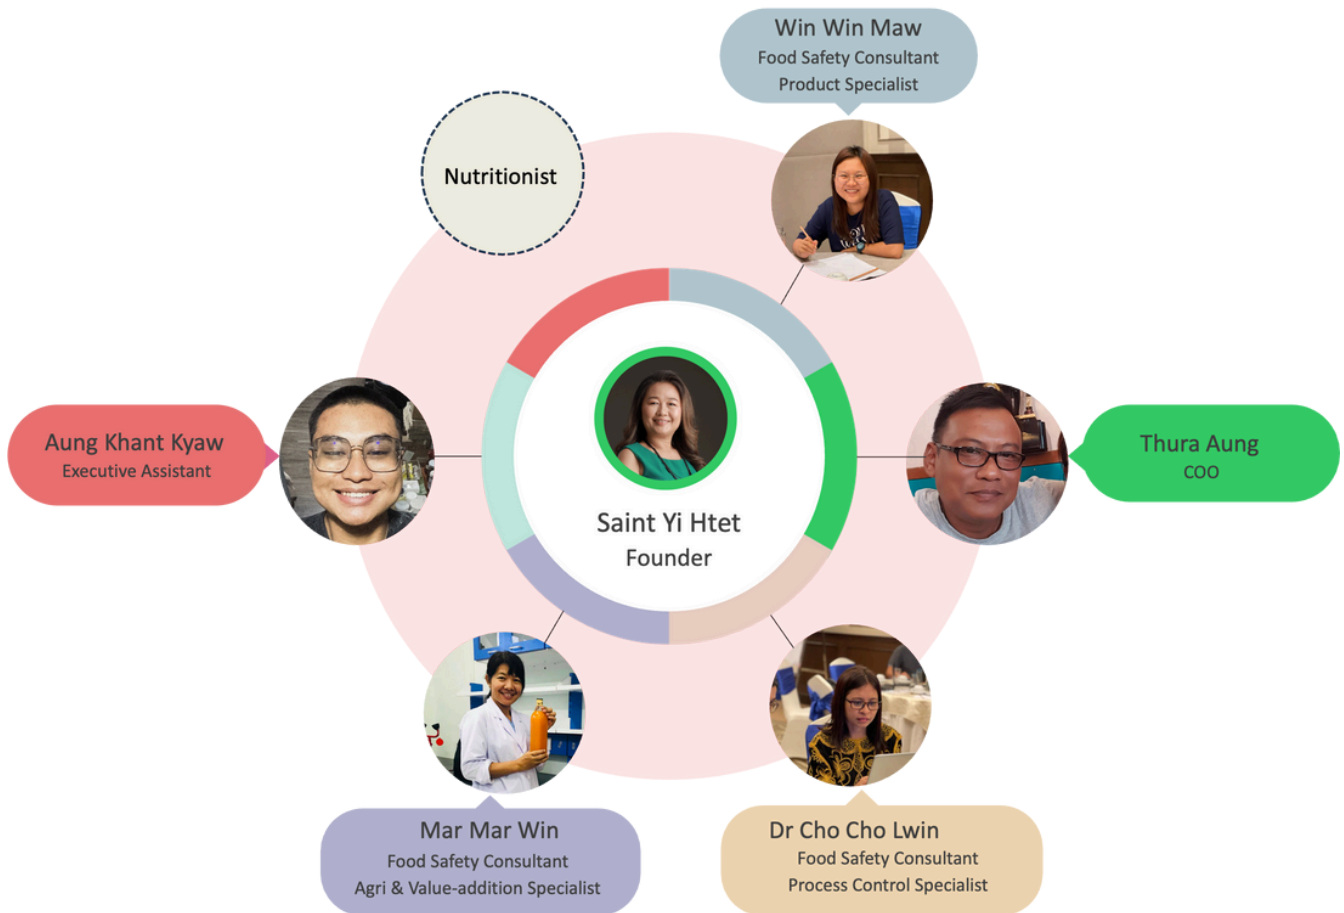 Win Win Maw
Food Safety Consultant
Product Specialist
Nutritionist
Aung Khant Kyaw
Executive Assistant
Saint Yi Htet
Founder
Thura Aung
COO
Mar Mar Win
Food Safety Consultant
Agri & Value-addition Specialist
Dr Cho Cho Lwin
Food Safety Consultant
Process Control Specialist